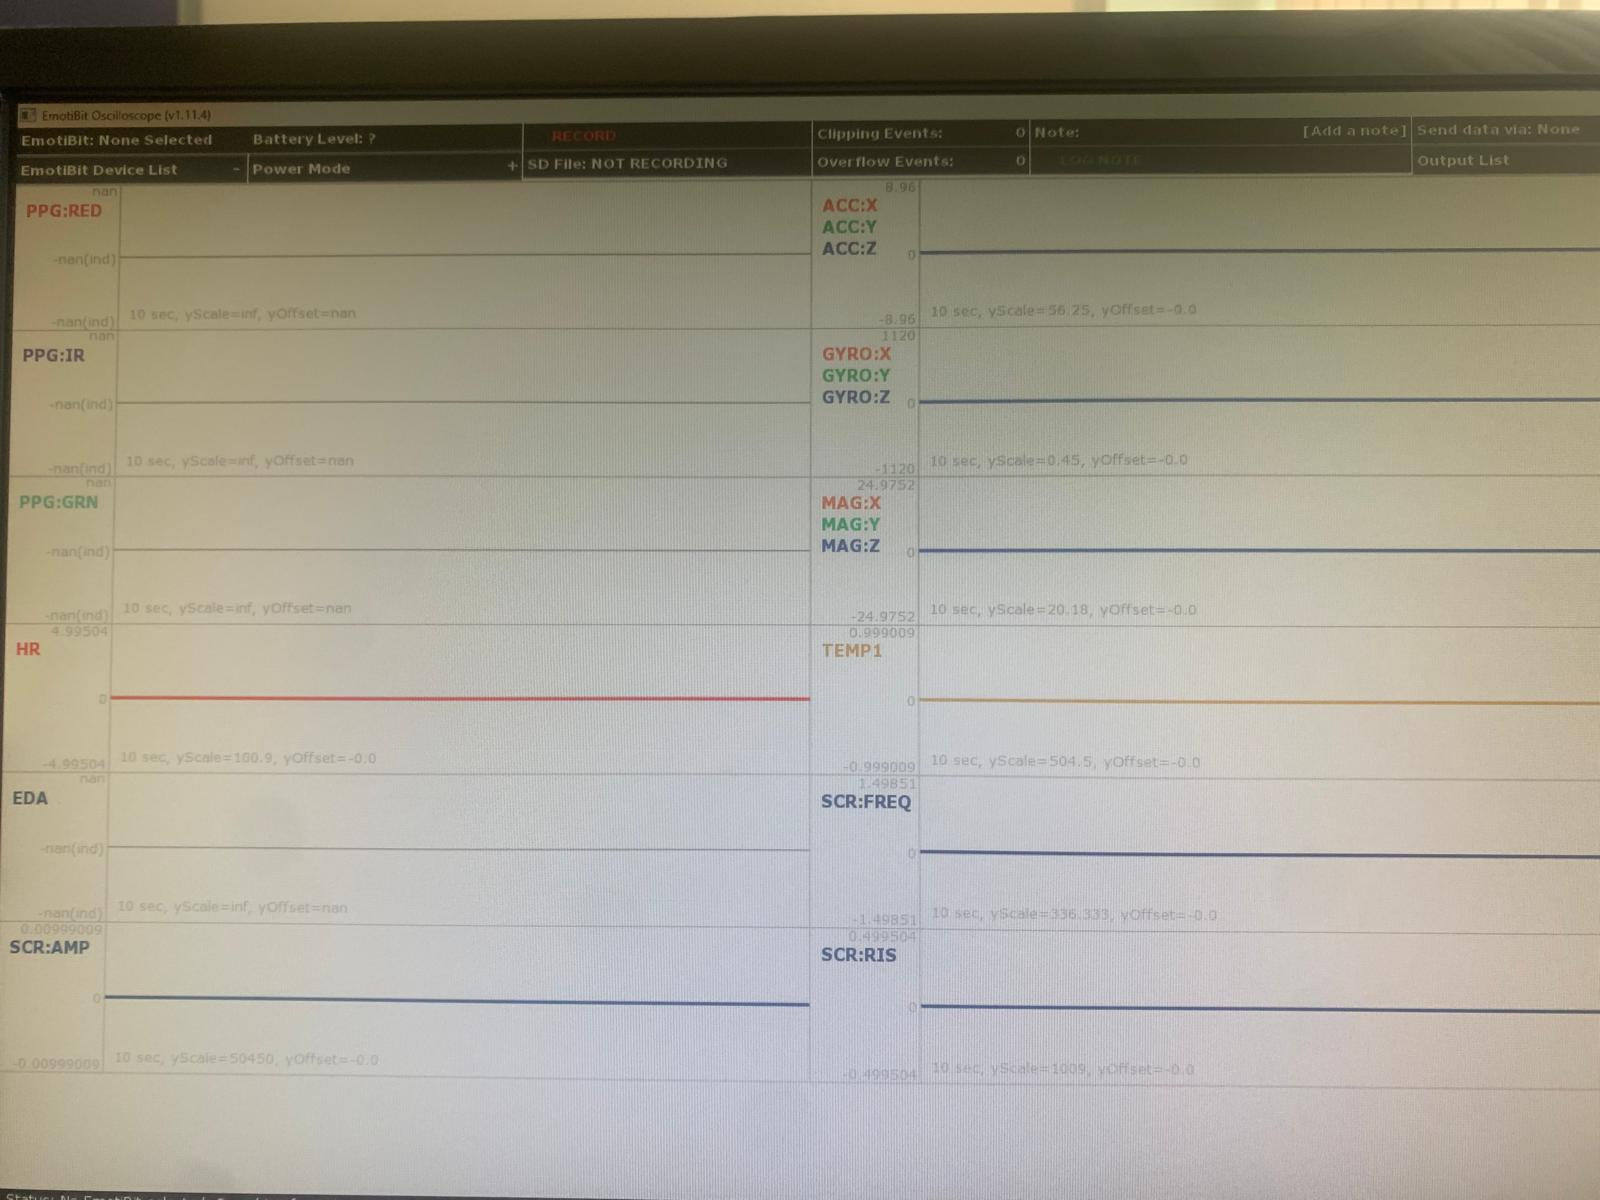 EmotiBit Oscilloscope (v1.11.4)
EmotiBit: None Selected
Battery Level: ?
RECORD
Clipping Events: 0
Note: [Add a note]
Send data via: None
EmotiBit Device List -
Power Mode +
SD File: NOT RECORDING
Overflow Events: 0
LOG NOTE
Output List
nan
PPG:RED
-nan(ind)
-nan(ind)
10 sec, yScale=inf, yOffset=nan
nan
PPG:IR
-nan(ind)
-nan(ind)
10 sec, yScale=inf, yOffset=nan
nan
PPG:GRN
-nan(ind)
-nan(ind)
10 sec, yScale=inf, yOffset=nan
4.99504
HR
0
-4.99504
10 sec, yScale=100.9, yOffset=-0.0
nan
EDA
-nan(ind)
-nan(ind)
10 sec, yScale=inf, yOffset=nan
0.00999009
SCR:AMP
0
-0.00999009
10 sec, yScale=50450, yOffset=-0.0
8.96
ACC:X
ACC:Y
ACC:Z
0
-8.96
10 sec, yScale=56.25, yOffset=-0.0
1120
GYRO:X
GYRO:Y
GYRO:Z
0
-1120
10 sec, yScale=0.45, yOffset=-0.0
24.9752
MAG:X
MAG:Y
MAG:Z
0
-24.9752
10 sec, yScale=20.18, yOffset=-0.0
0.999009
TEMP1
0
-0.999009
10 sec, yScale=504.5, yOffset=-0.0
1.49851
SCR:FREQ
0
-1.49851
10 sec, yScale=336.333, yOffset=-0.0
0.499504
SCR:RIS
0
-0.499504
10 sec, yScale=1009, yOffset=-0.0